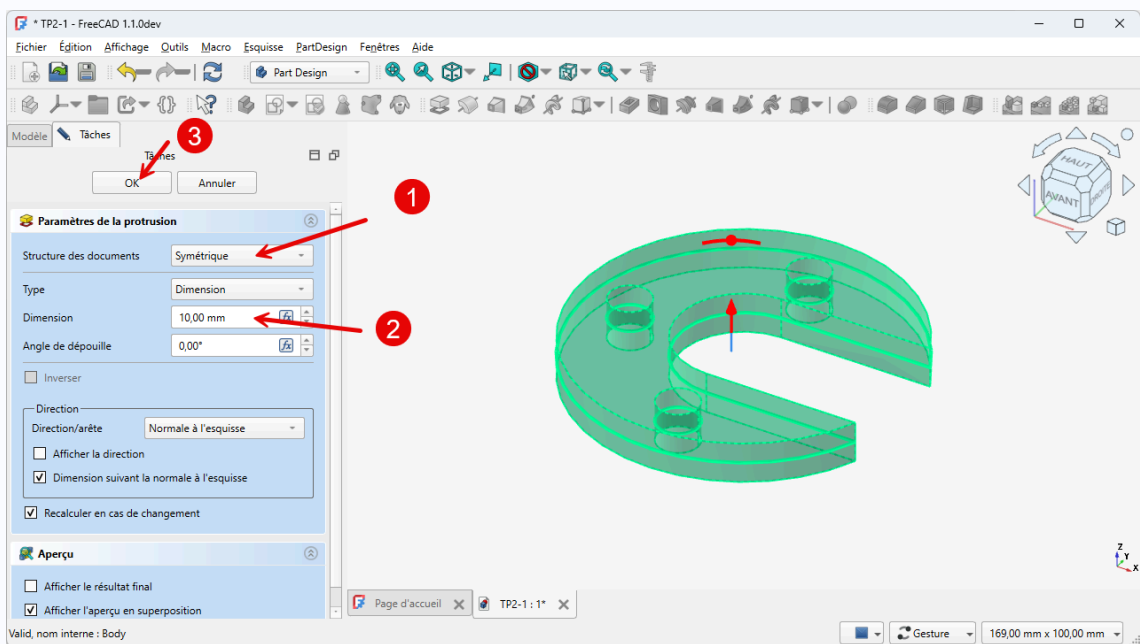 * TP2-1 - FreeCAD 1.1.0dev
Fichier Égition Affichage Outils Macro Esquisse PartDesign Fenêtres Aide
Part Design
Modèle Tâches
3
Tâches
OK Annuler
1
Paramètres de la protrusion
Structure des documents Symétrique
Type Dimension
Dimension 10,00 mm fx
2
Angle de dépouille 0,00° fx
Inverser
Direction
Direction/arête Normale à l'esquisse
Afficher la direction
Dimension suivant la normale à l'esquisse
Recalculer en cas de changement
Aperçu
Afficher le résultat final
Afficher l'aperçu en superposition
HAUT
AVANT
DROITE
Z
Y
X
Page d'accueil TP2-1 : 1*
Valid, nom interne : Body
Gesture 169,00 mm x 100,00 mm